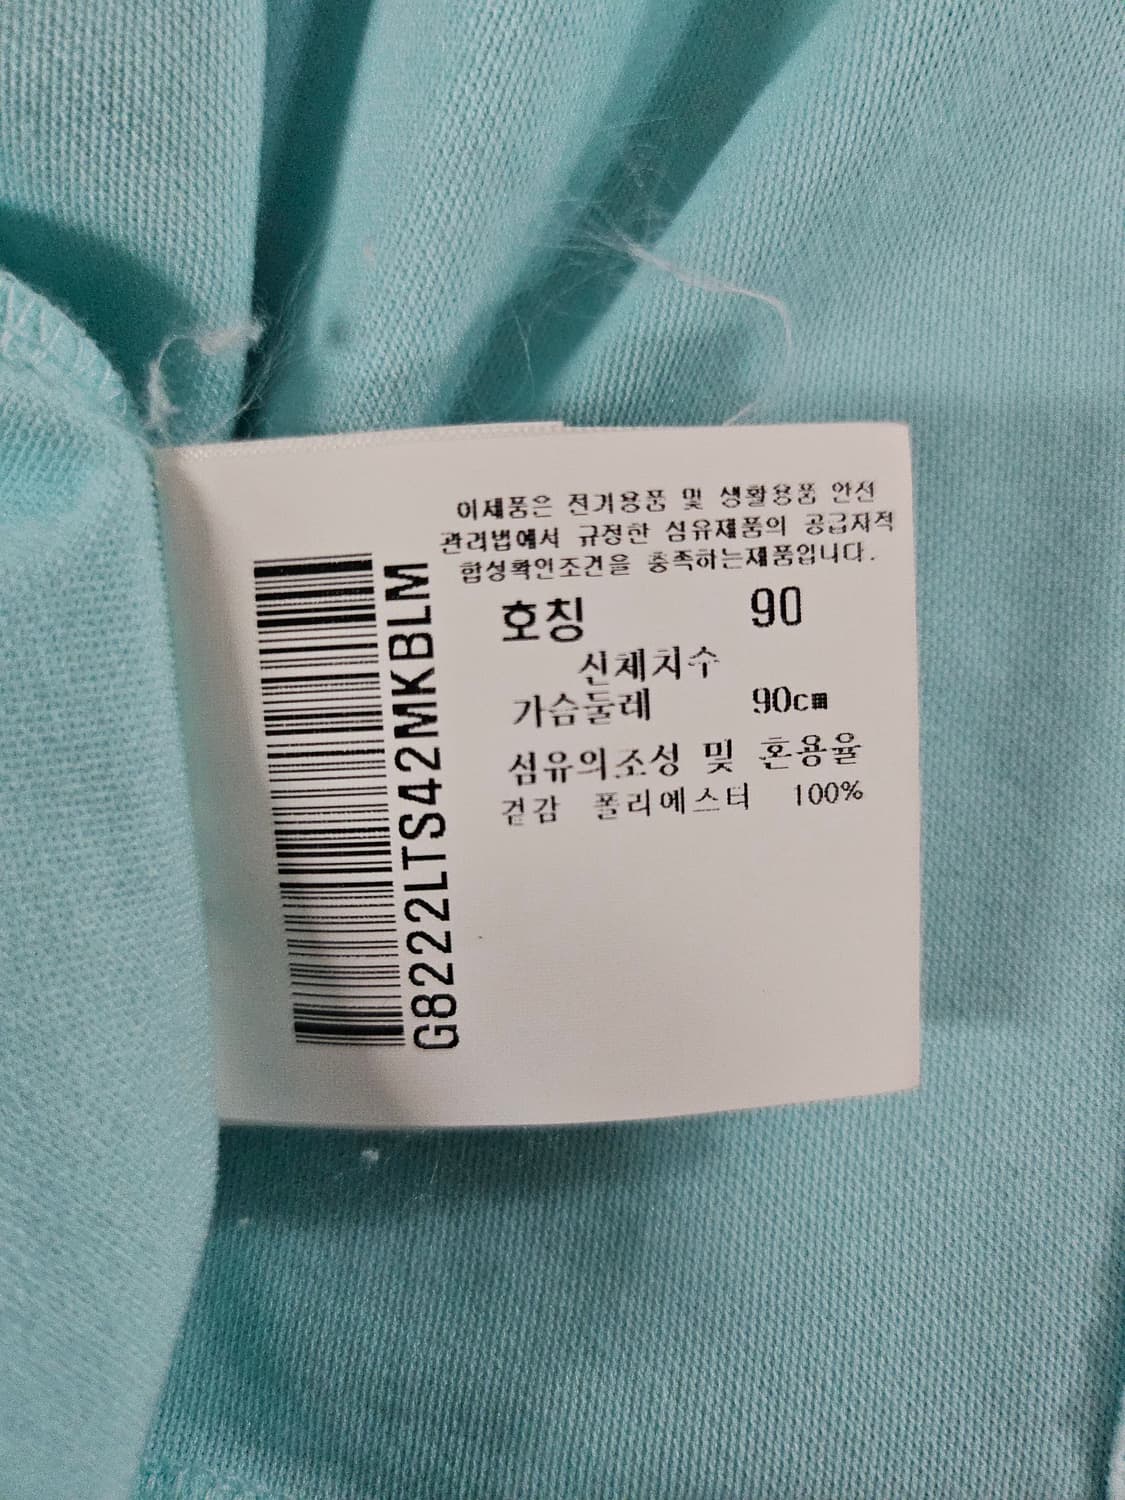 이제품은 전기용품 및 생활용품 안전
관리법에서 규정한 섬유제품의 공급자적
합성확인조건을 충족하는제품입니다.
호칭 90
신체치수
가슴둘레 90cm
섬유의조성 및 혼용율
겉감 폴리에스터 100%
G8222LTS42MKBLM